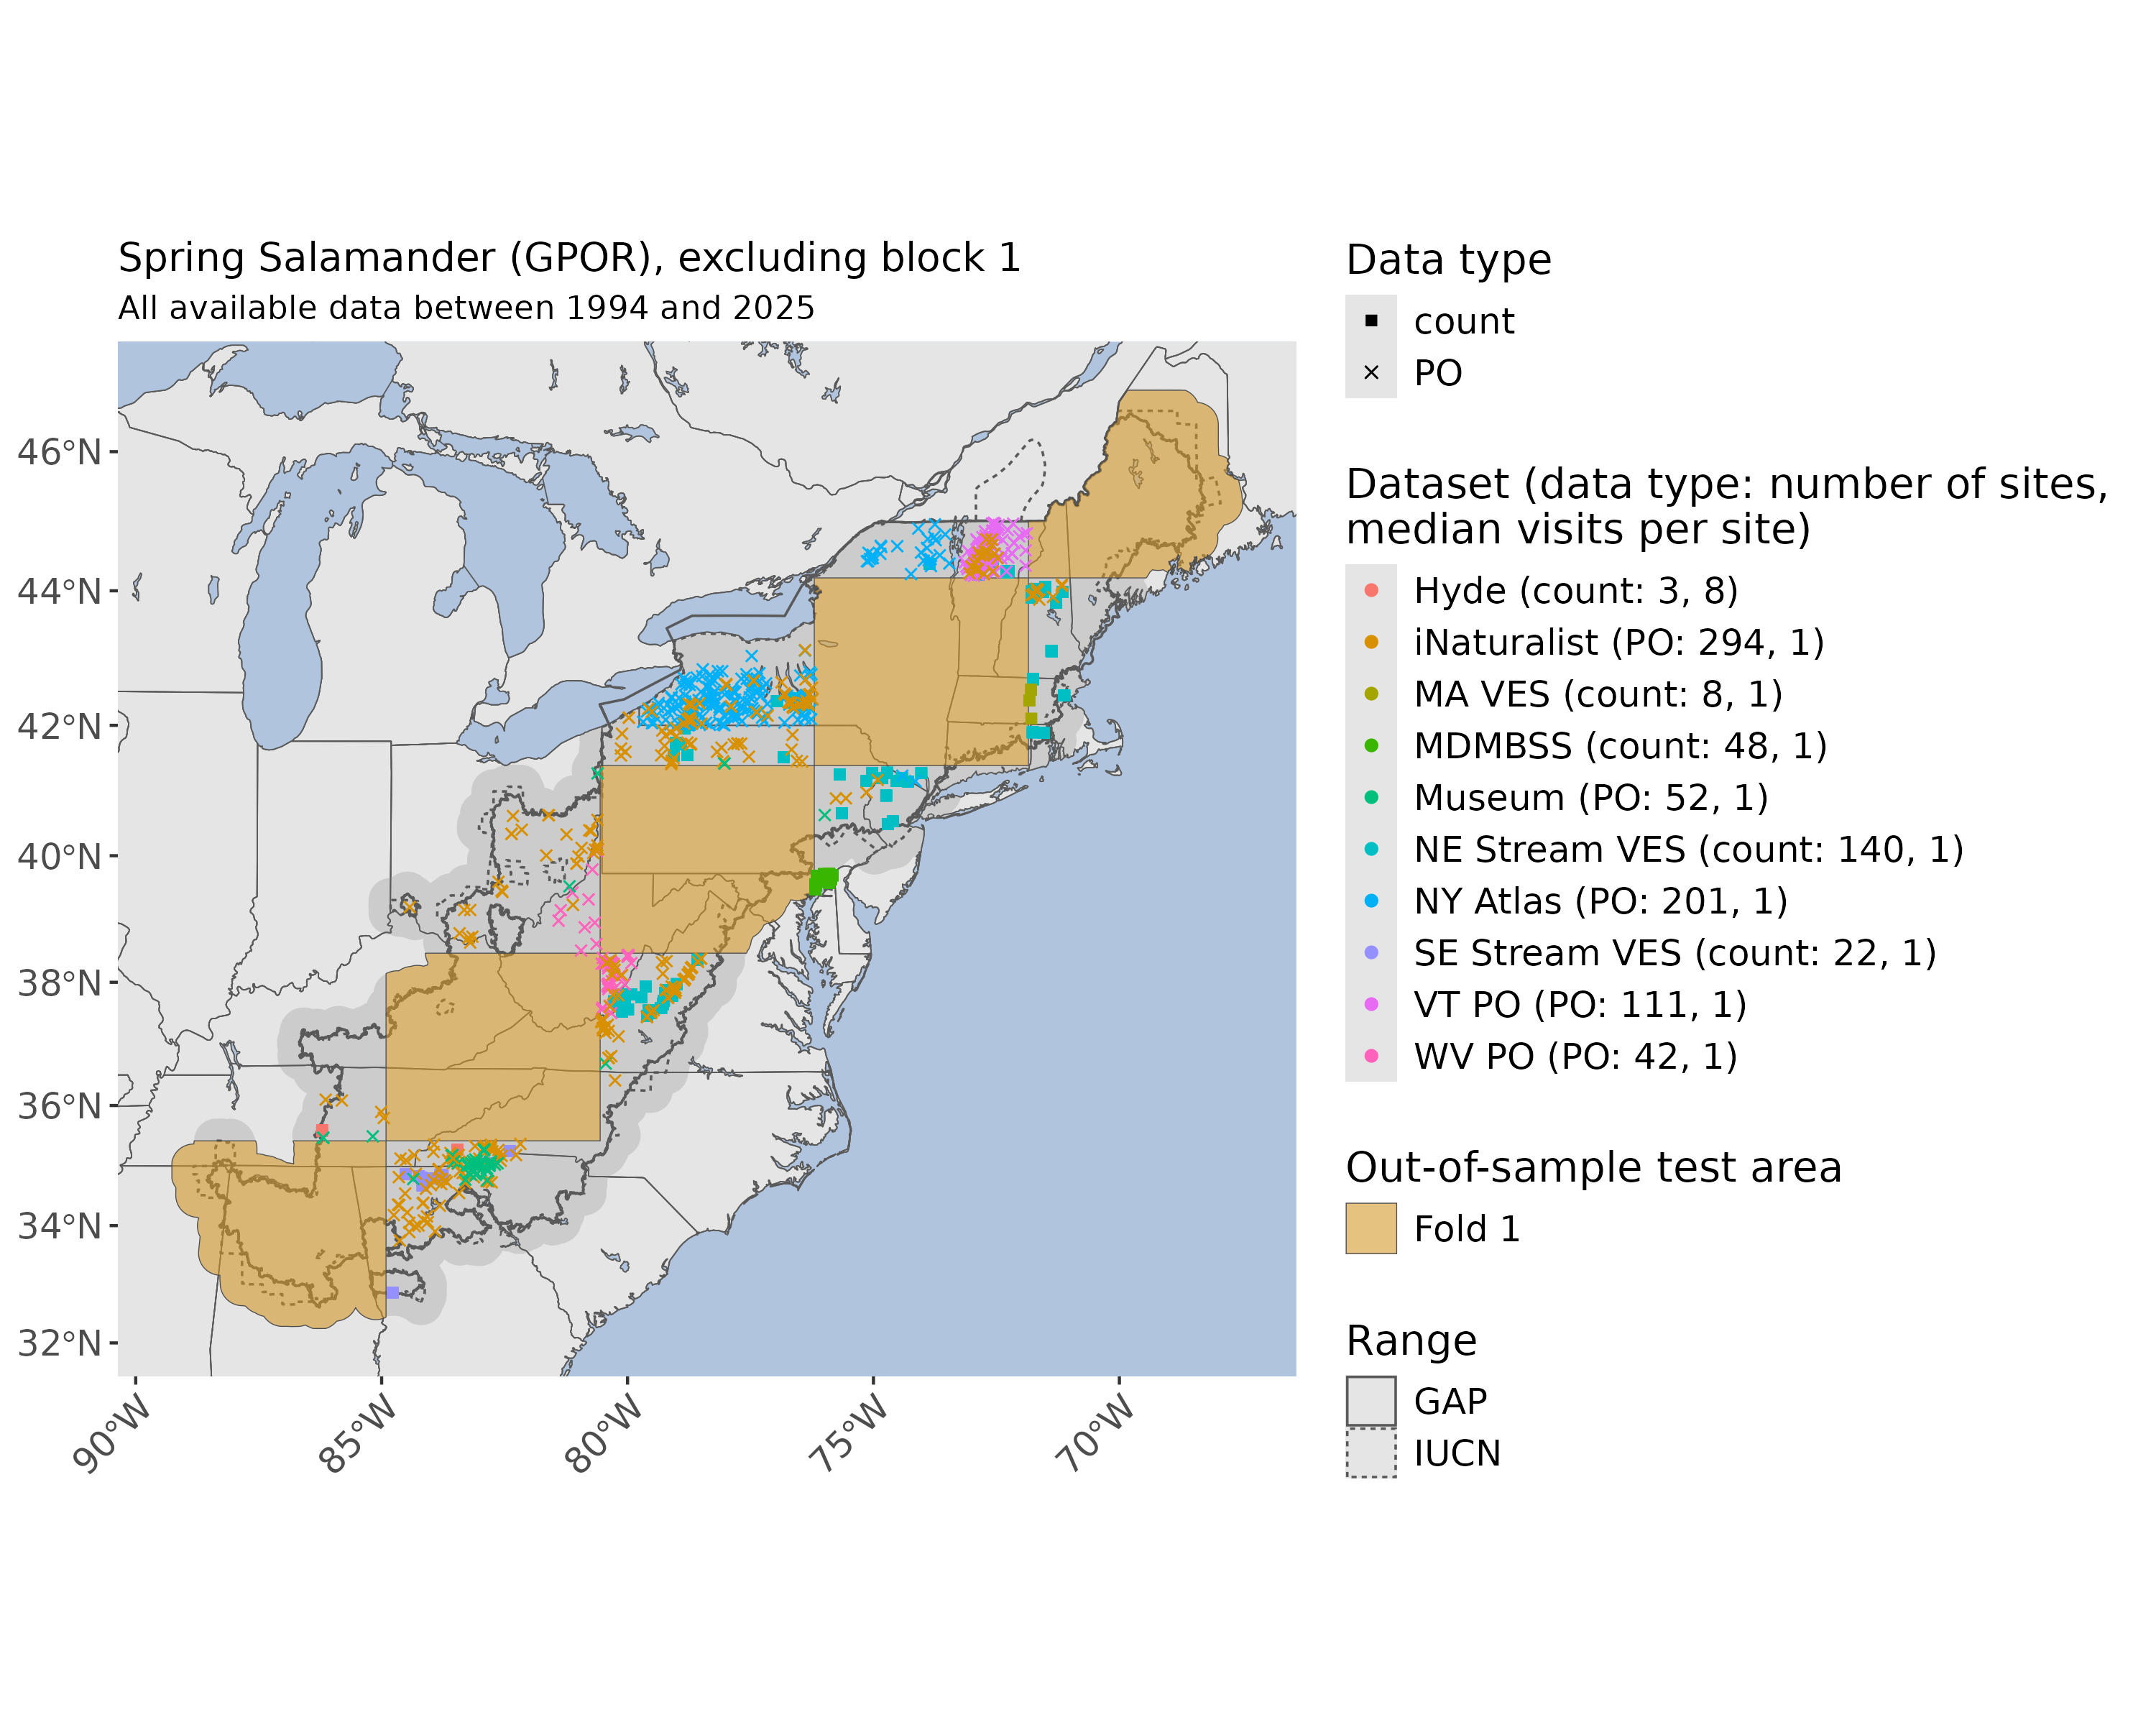 Spring Salamander (GPOR), excluding block 1
All available data between 1994 and 2025
46°N
44°N
42°N
40°N
38°N
36°N
34°N
32°N
90°W
85°W
80°W
75°W
70°W
Data type
count
PO
Dataset (data type: number of sites,
median visits per site)
Hyde (count: 3, 8)
iNaturalist (PO: 294, 1)
MA VES (count: 8, 1)
MDMBSS (count: 48, 1)
Museum (PO: 52, 1)
NE Stream VES (count: 140, 1)
NY Atlas (PO: 201, 1)
SE Stream VES (count: 22, 1)
VT PO (PO: 111, 1)
WV PO (PO: 42, 1)
Out-of-sample test area
Fold 1
Range
GAP
IUCN